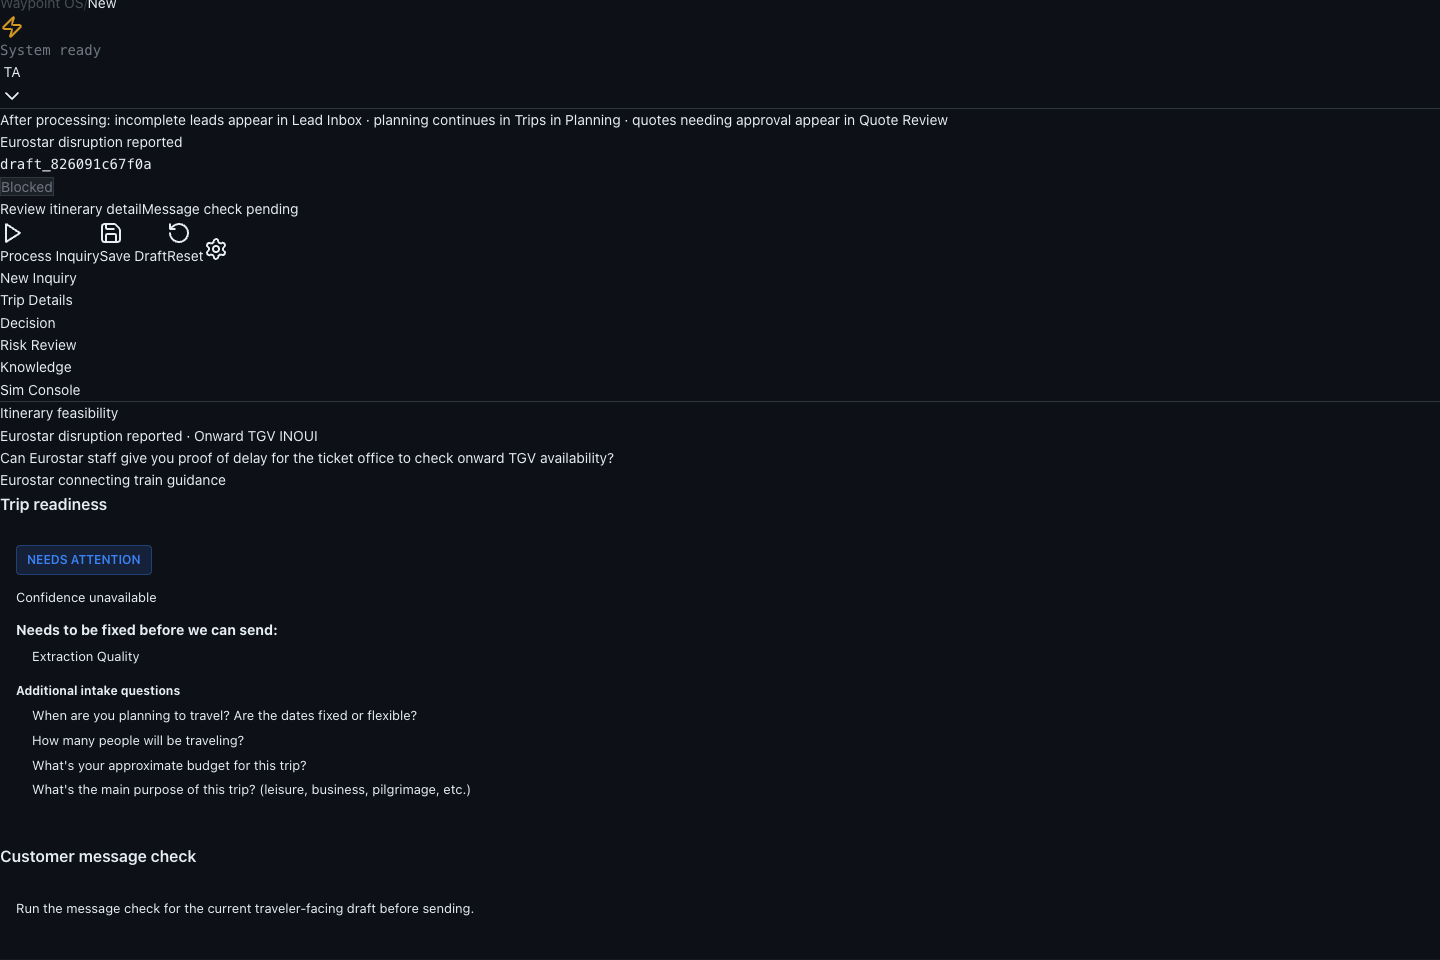 Waypoint OS/New
System ready
TA
After processing: incomplete leads appear in Lead Inbox · planning continues in Trips in Planning · quotes needing approval appear in Quote Review
Eurostar disruption reported
draft_826091c67f0a
Blocked
Review itinerary detailMessage check pending
Process InquirySave DraftReset
New Inquiry
Trip Details
Decision
Risk Review
Knowledge
Sim Console
Itinerary feasibility
Eurostar disruption reported · Onward TGV INOUI
Can Eurostar staff give you proof of delay for the ticket office to check onward TGV availability?
Eurostar connecting train guidance
Trip readiness
NEEDS ATTENTION
Confidence unavailable
Needs to be fixed before we can send:
Extraction Quality
Additional intake questions
When are you planning to travel? Are the dates fixed or flexible?
How many people will be traveling?
What's your approximate budget for this trip?
What's the main purpose of this trip? (leisure, business, pilgrimage, etc.)
Customer message check
Run the message check for the current traveler-facing draft before sending.